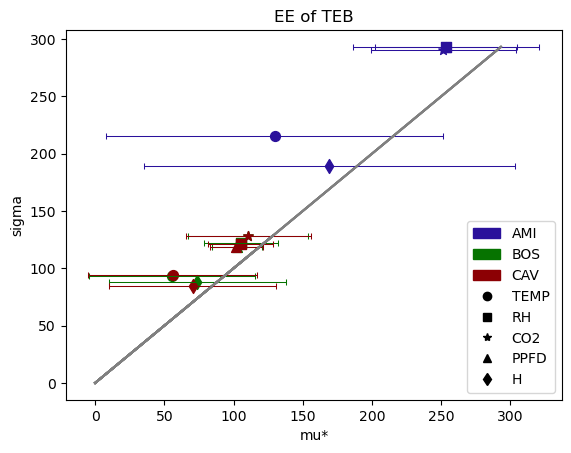 EE of TEB
300
250
200
150
100
50
0
sigma
AMI
BOS
CAV
TEMP
RH
CO2
PPFD
H
0 50 100 150 200 250 300
mu*